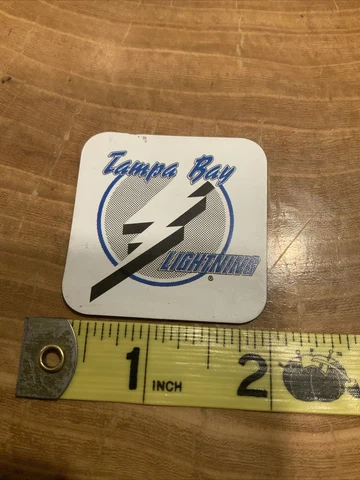 Tampa Bay
LIGHTNING
®
1 INCH 2